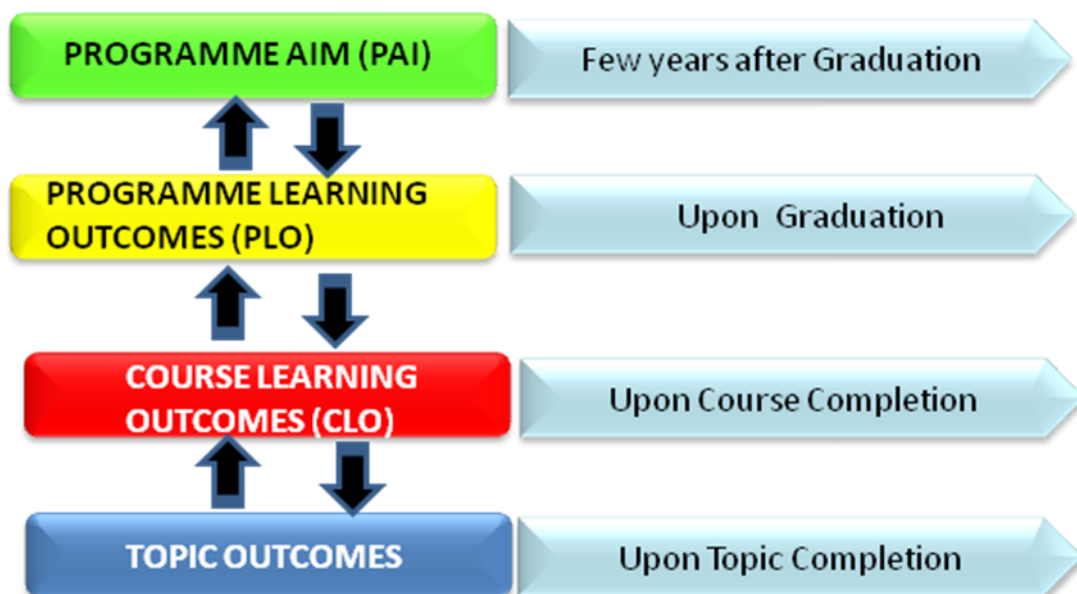 PROGRAMME AIM (PAI)
Few years after Graduation
PROGRAMME LEARNING
OUTCOMES (PLO)
Upon Graduation
COURSE LEARNING
OUTCOMES (CLO)
Upon Course Completion
TOPIC OUTCOMES
Upon Topic Completion